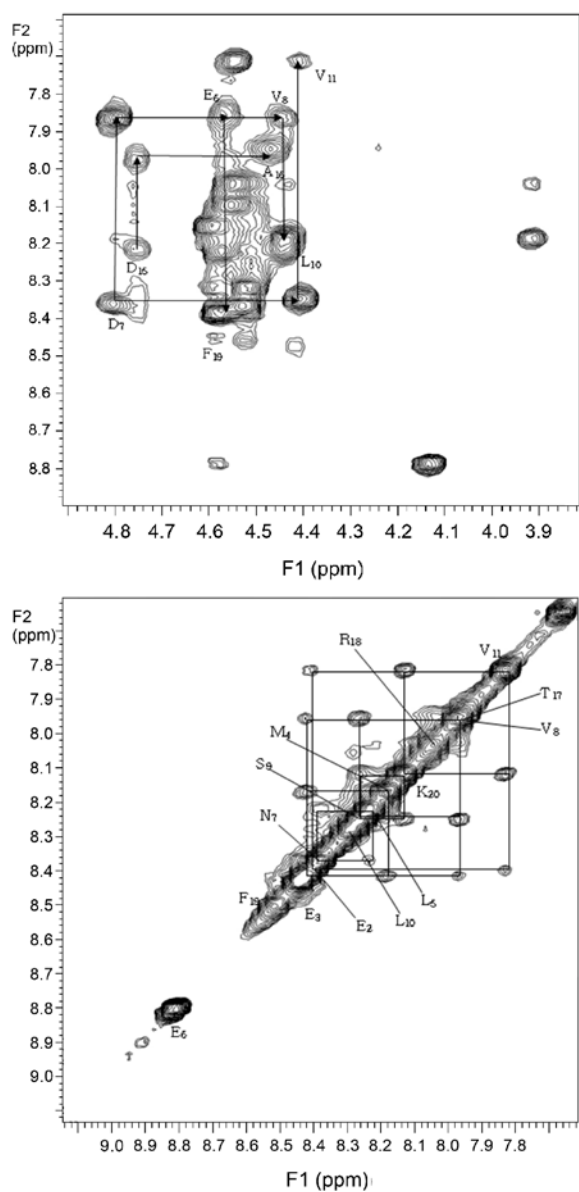 F2
(ppm)
V₁₁
E₆ V₈
7.8
7.9
8.0
A₁₆
8.1
8.2
D₁₆ L₁₀
8.3
D₇
8.4
F₁₉
8.5
8.6
8.7
8.8
4.8 4.7 4.6 4.5 4.4 4.3 4.2 4.1 4.0 3.9
F1 (ppm)
F2
(ppm)
R₁₈ V₁₁
7.8
T₁₇
7.9
V₈
8.0
M₄
8.1
S₉ K₂₀
8.2
N₇
8.3
8.4
F₁₉ E₃ E₂ L₁₀ L₅
8.5
8.6
8.7
8.8
E₆
8.9
9.0
9.0 8.9 8.8 8.7 8.6 8.5 8.4 8.3 8.2 8.1 8.0 7.9 7.8
F1 (ppm)